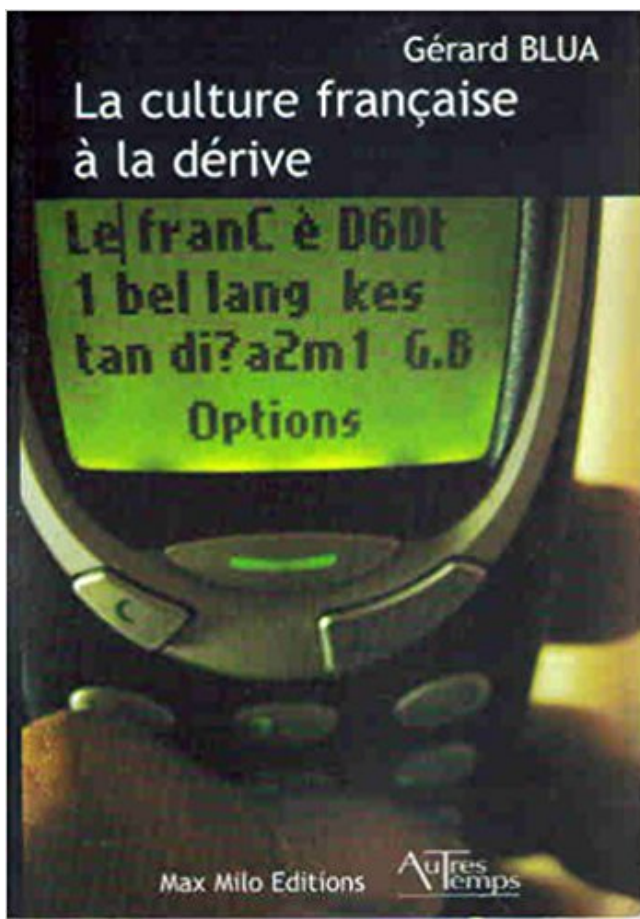 Gérard BLUA
La culture française
à la dérive
Le franC è D6Dt
1 bel lang kes
tan di?a2m1 G.B
Options
Max Milo Editions
AuTres
Temps